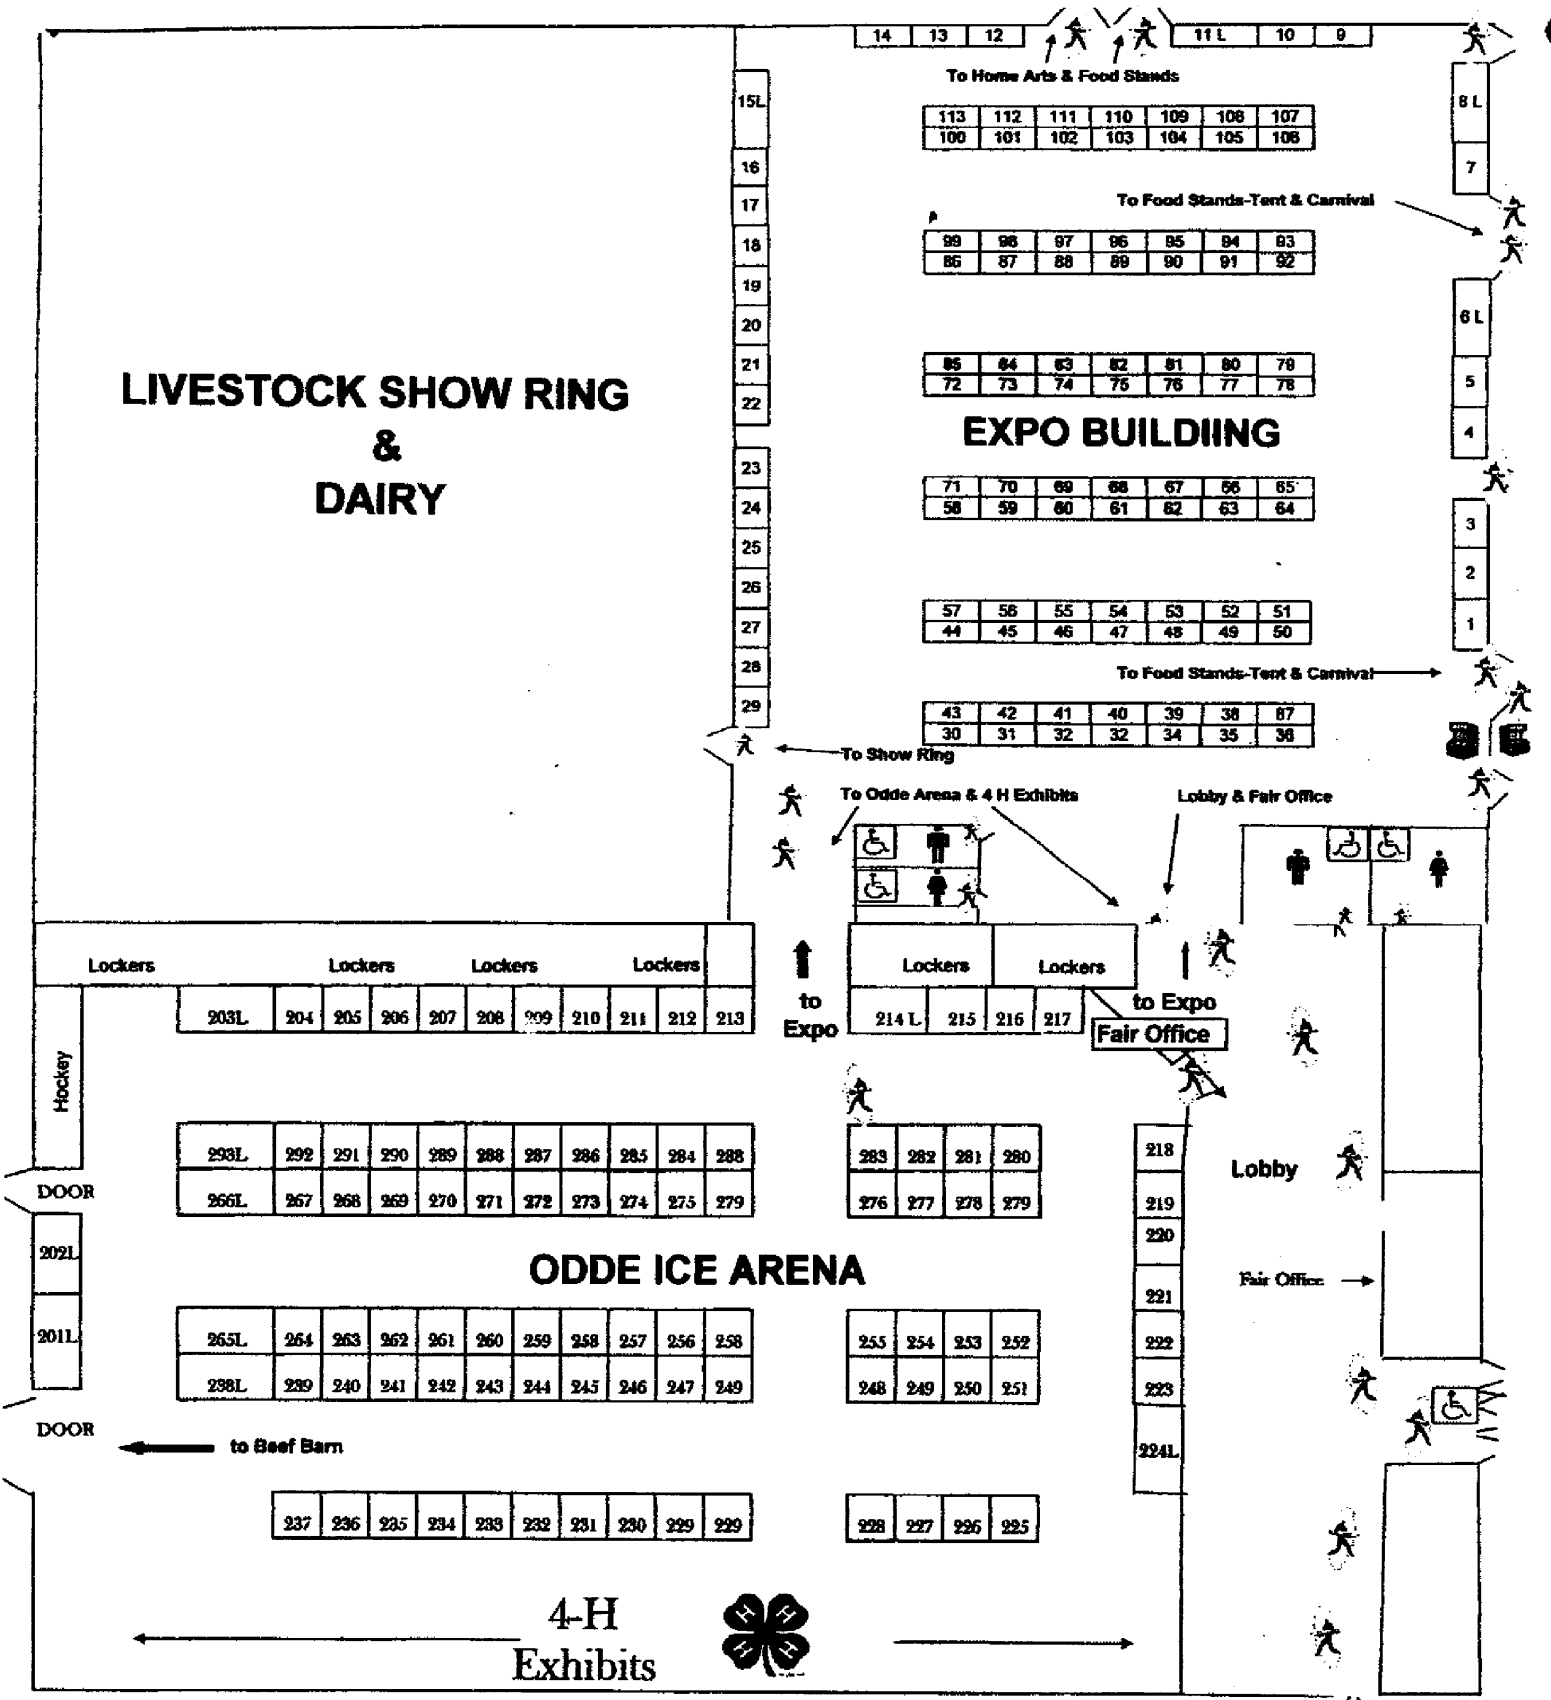 14 13 12 11 L 10 9
To Home Arts & Food Stands
15L
8 L
113 112 111 110 109 108 107
100 101 102 103 104 105 106
16
7
17
To Food Stands-Tent & Carnival
18
99 98 97 96 95 94 93
86 87 88 89 90 91 92
19
20
6 L
21
85 84 83 82 81 80 79
72 73 74 75 76 77 78
5
22
LIVESTOCK SHOW RING
&
DAIRY
EXPO BUILDIING
4
23
71 70 69 68 67 66 65
58 59 60 61 62 63 64
24
3
25
2
26
57 56 55 54 53 52 51
44 45 46 47 48 49 50
27
1
28
To Food Stands-Tent & Carnival
29
43 42 41 40 39 38 87
30 31 32 32 34 35 36
To Show Ring
To Odde Arena & 4 H Exhibits
Lobby & Fair Office
Lockers Lockers Lockers Lockers Lockers Lockers
to
Expo
to Expo
203L 204 205 206 207 208 209 210 211 212 213
214 L 215 216 217
Fair Office
Hockey
293L 292 291 290 289 288 287 286 285 284 288
283 282 281 280
218
Lobby
DOOR
266L 267 268 269 270 271 272 273 274 275 279
276 277 278 279
219
220
202L
ODDE ICE ARENA
Fair Office
221
201L
265L 264 263 262 261 260 259 258 257 256 258
255 254 253 252
222
238L 239 240 241 242 243 244 245 246 247 249
248 249 250 251
223
DOOR
to Beef Barn
224L
237 236 235 234 233 232 231 230 229 229
228 227 226 225
4-H
Exhibits
H H
H H